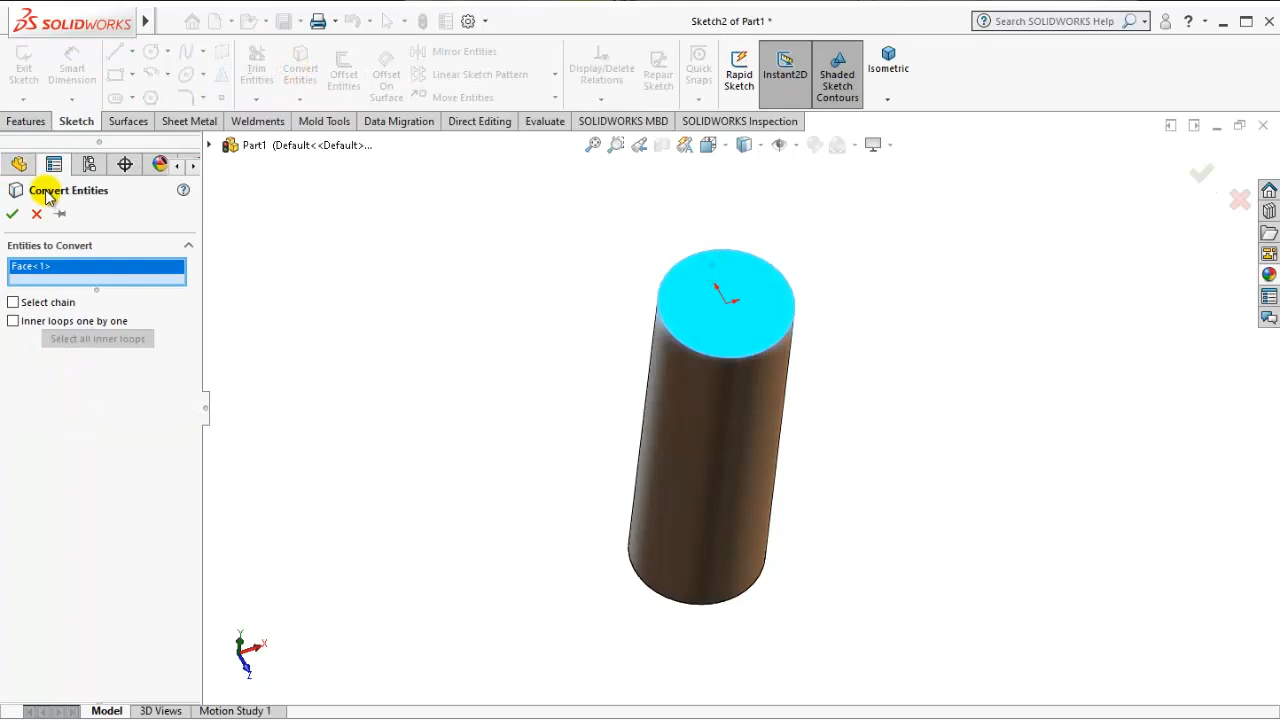 SOLIDWORKS
Sketch2 of Part1 *
Search SOLIDWORKS Help
Exit Sketch
Smart Dimension
Trim Entities
Convert Entities
Offset Entities
Offset On Surface
Mirror Entities
Linear Sketch Pattern
Move Entities
Display/Delete Relations
Repair Sketch
Quick Snaps
Rapid Sketch
Instant2D
Shaded Sketch Contours
Isometric
Features
Sketch
Surfaces
Sheet Metal
Weldments
Mold Tools
Data Migration
Direct Editing
Evaluate
SOLIDWORKS MBD
SOLIDWORKS Inspection
Part1 (Default<<Default>...
Convert Entities
Entities to Convert
Face<1>
Select chain
Inner loops one by one
Select all inner loops
Y
X
Z
Model
3D Views
Motion Study 1